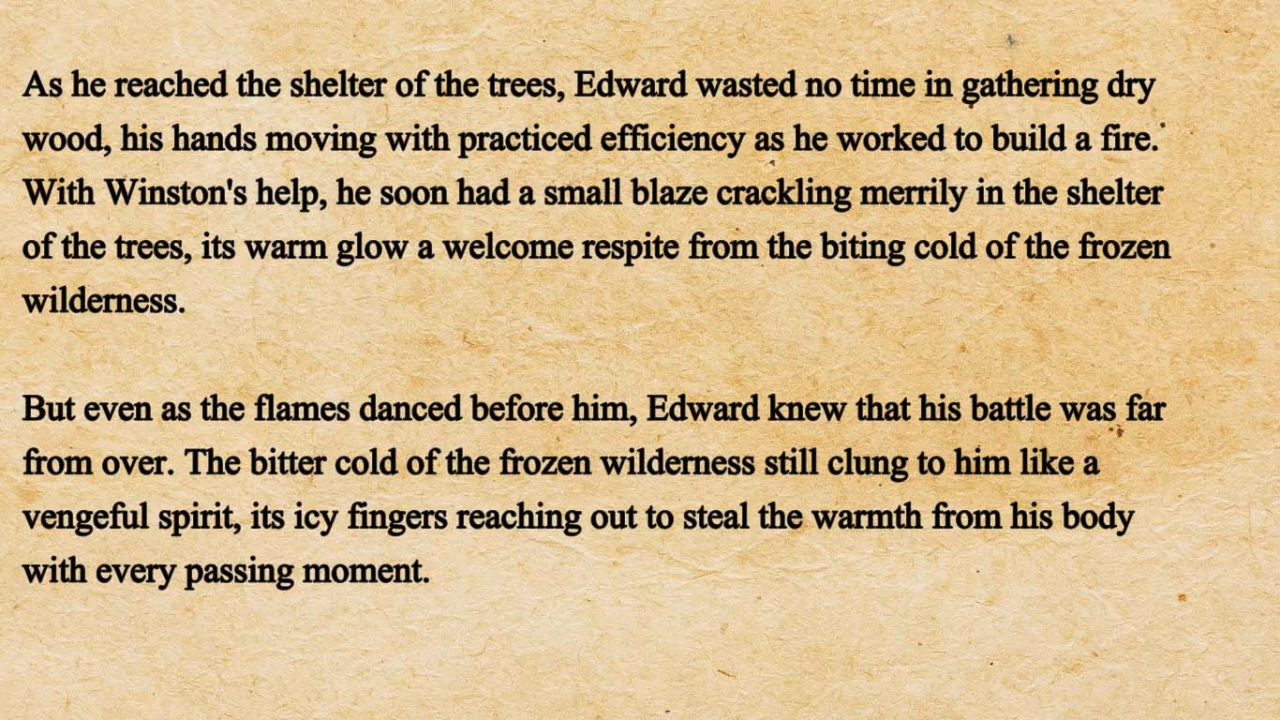 As he reached the shelter of the trees, Edward wasted no time in gathering dry
wood, his hands moving with practiced efficiency as he worked to build a fire.
With Winston's help, he soon had a small blaze crackling merrily in the shelter
of the trees, its warm glow a welcome respite from the biting cold of the frozen
wilderness.
But even as the flames danced before him, Edward knew that his battle was far
from over. The bitter cold of the frozen wilderness still clung to him like a
vengeful spirit, its icy fingers reaching out to steal the warmth from his body
with every passing moment.